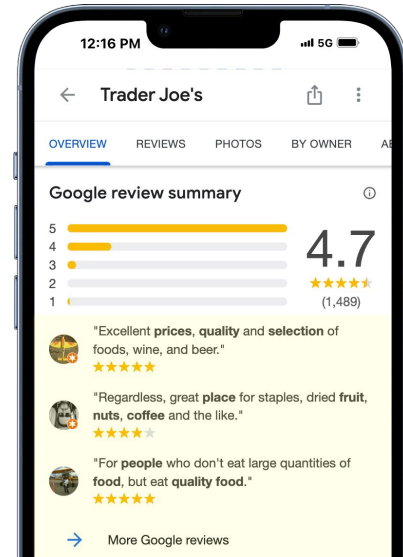 12:16 PM 5G
Trader Joe's
OVERVIEW REVIEWS PHOTOS BY OWNER
Google review summary
5
4
3
2
1
4.7
(1,489)
"Excellent prices, quality and selection of
foods, wine, and beer."
"Regardless, great place for staples, dried fruit,
nuts, coffee and the like."
"For people who don't eat large quantities of
food, but eat quality food."
More Google reviews